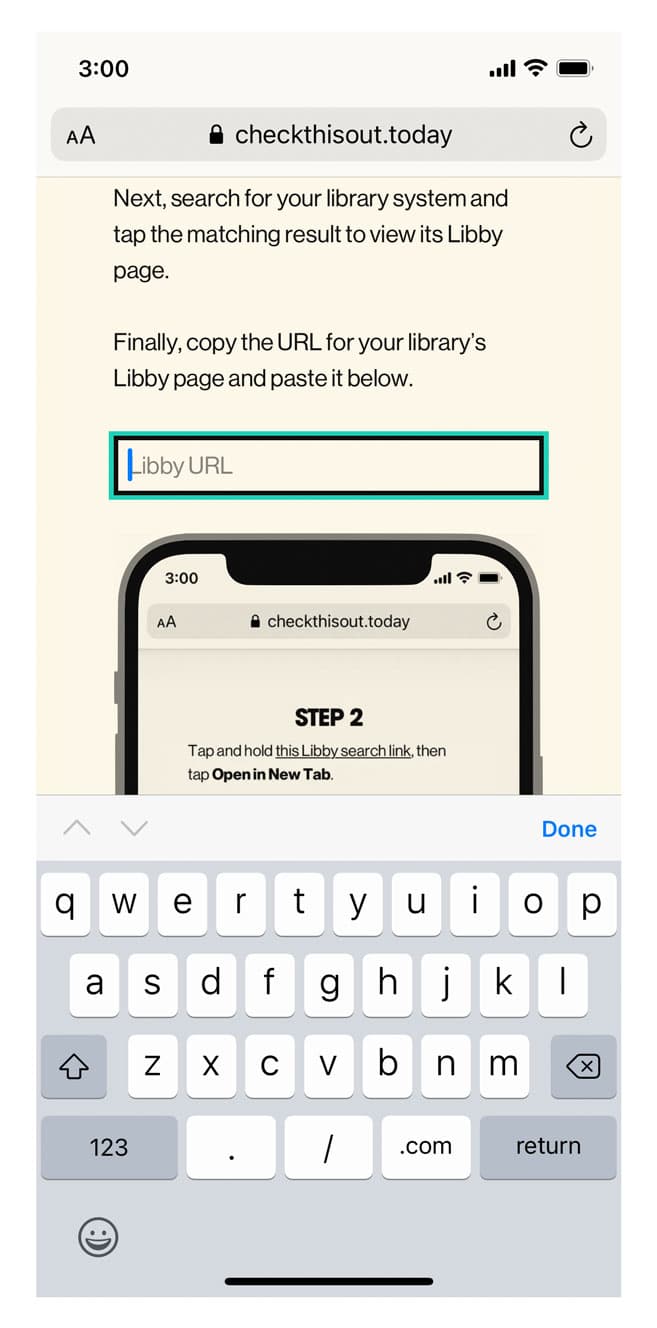 3:00
AA checkthisout.today
Next, search for your library system and
tap the matching result to view its Libby
page.
Finally, copy the URL for your library’s
Libby page and paste it below.
Libby URL
3:00
AA checkthisout.today
STEP 2
Tap and hold this Libby search link, then
tap Open in New Tab.
Done
q w e r t y u i o p
a s d f g h j k l
z x c v b n m
123 . / .com return